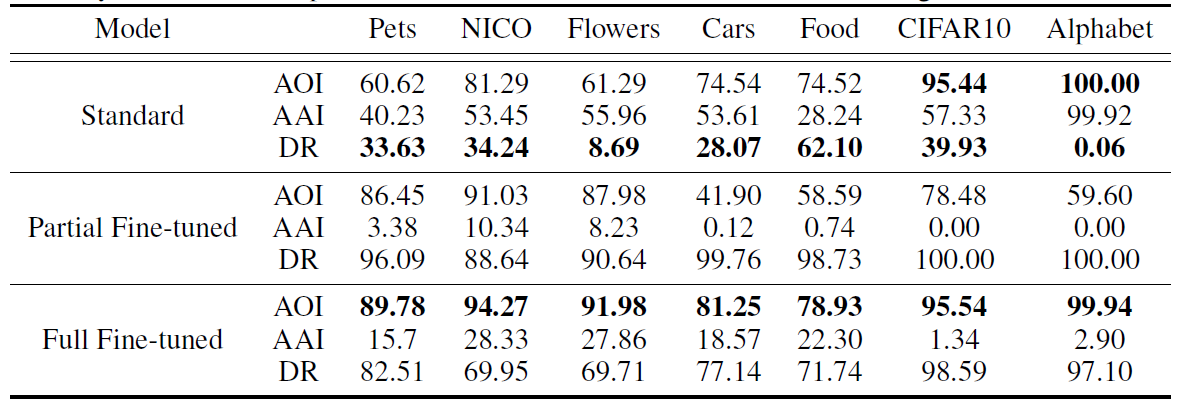 Model Pets NICO Flowers Cars Food CIFAR10 Alphabet
AOI 60.62 81.29 61.29 74.54 74.52 95.44 100.00
Standard AAI 40.23 53.45 55.96 53.61 28.24 57.33 99.92
DR 33.63 34.24 8.69 28.07 62.10 39.93 0.06
AOI 86.45 91.03 87.98 41.90 58.59 78.48 59.60
Partial Fine-tuned AAI 3.38 10.34 8.23 0.12 0.74 0.00 0.00
DR 96.09 88.64 90.64 99.76 98.73 100.00 100.00
AOI 89.78 94.27 91.98 81.25 78.93 95.54 99.94
Full Fine-tuned AAI 15.7 28.33 27.86 18.57 22.30 1.34 2.90
DR 82.51 69.95 69.71 77.14 71.74 98.59 97.10